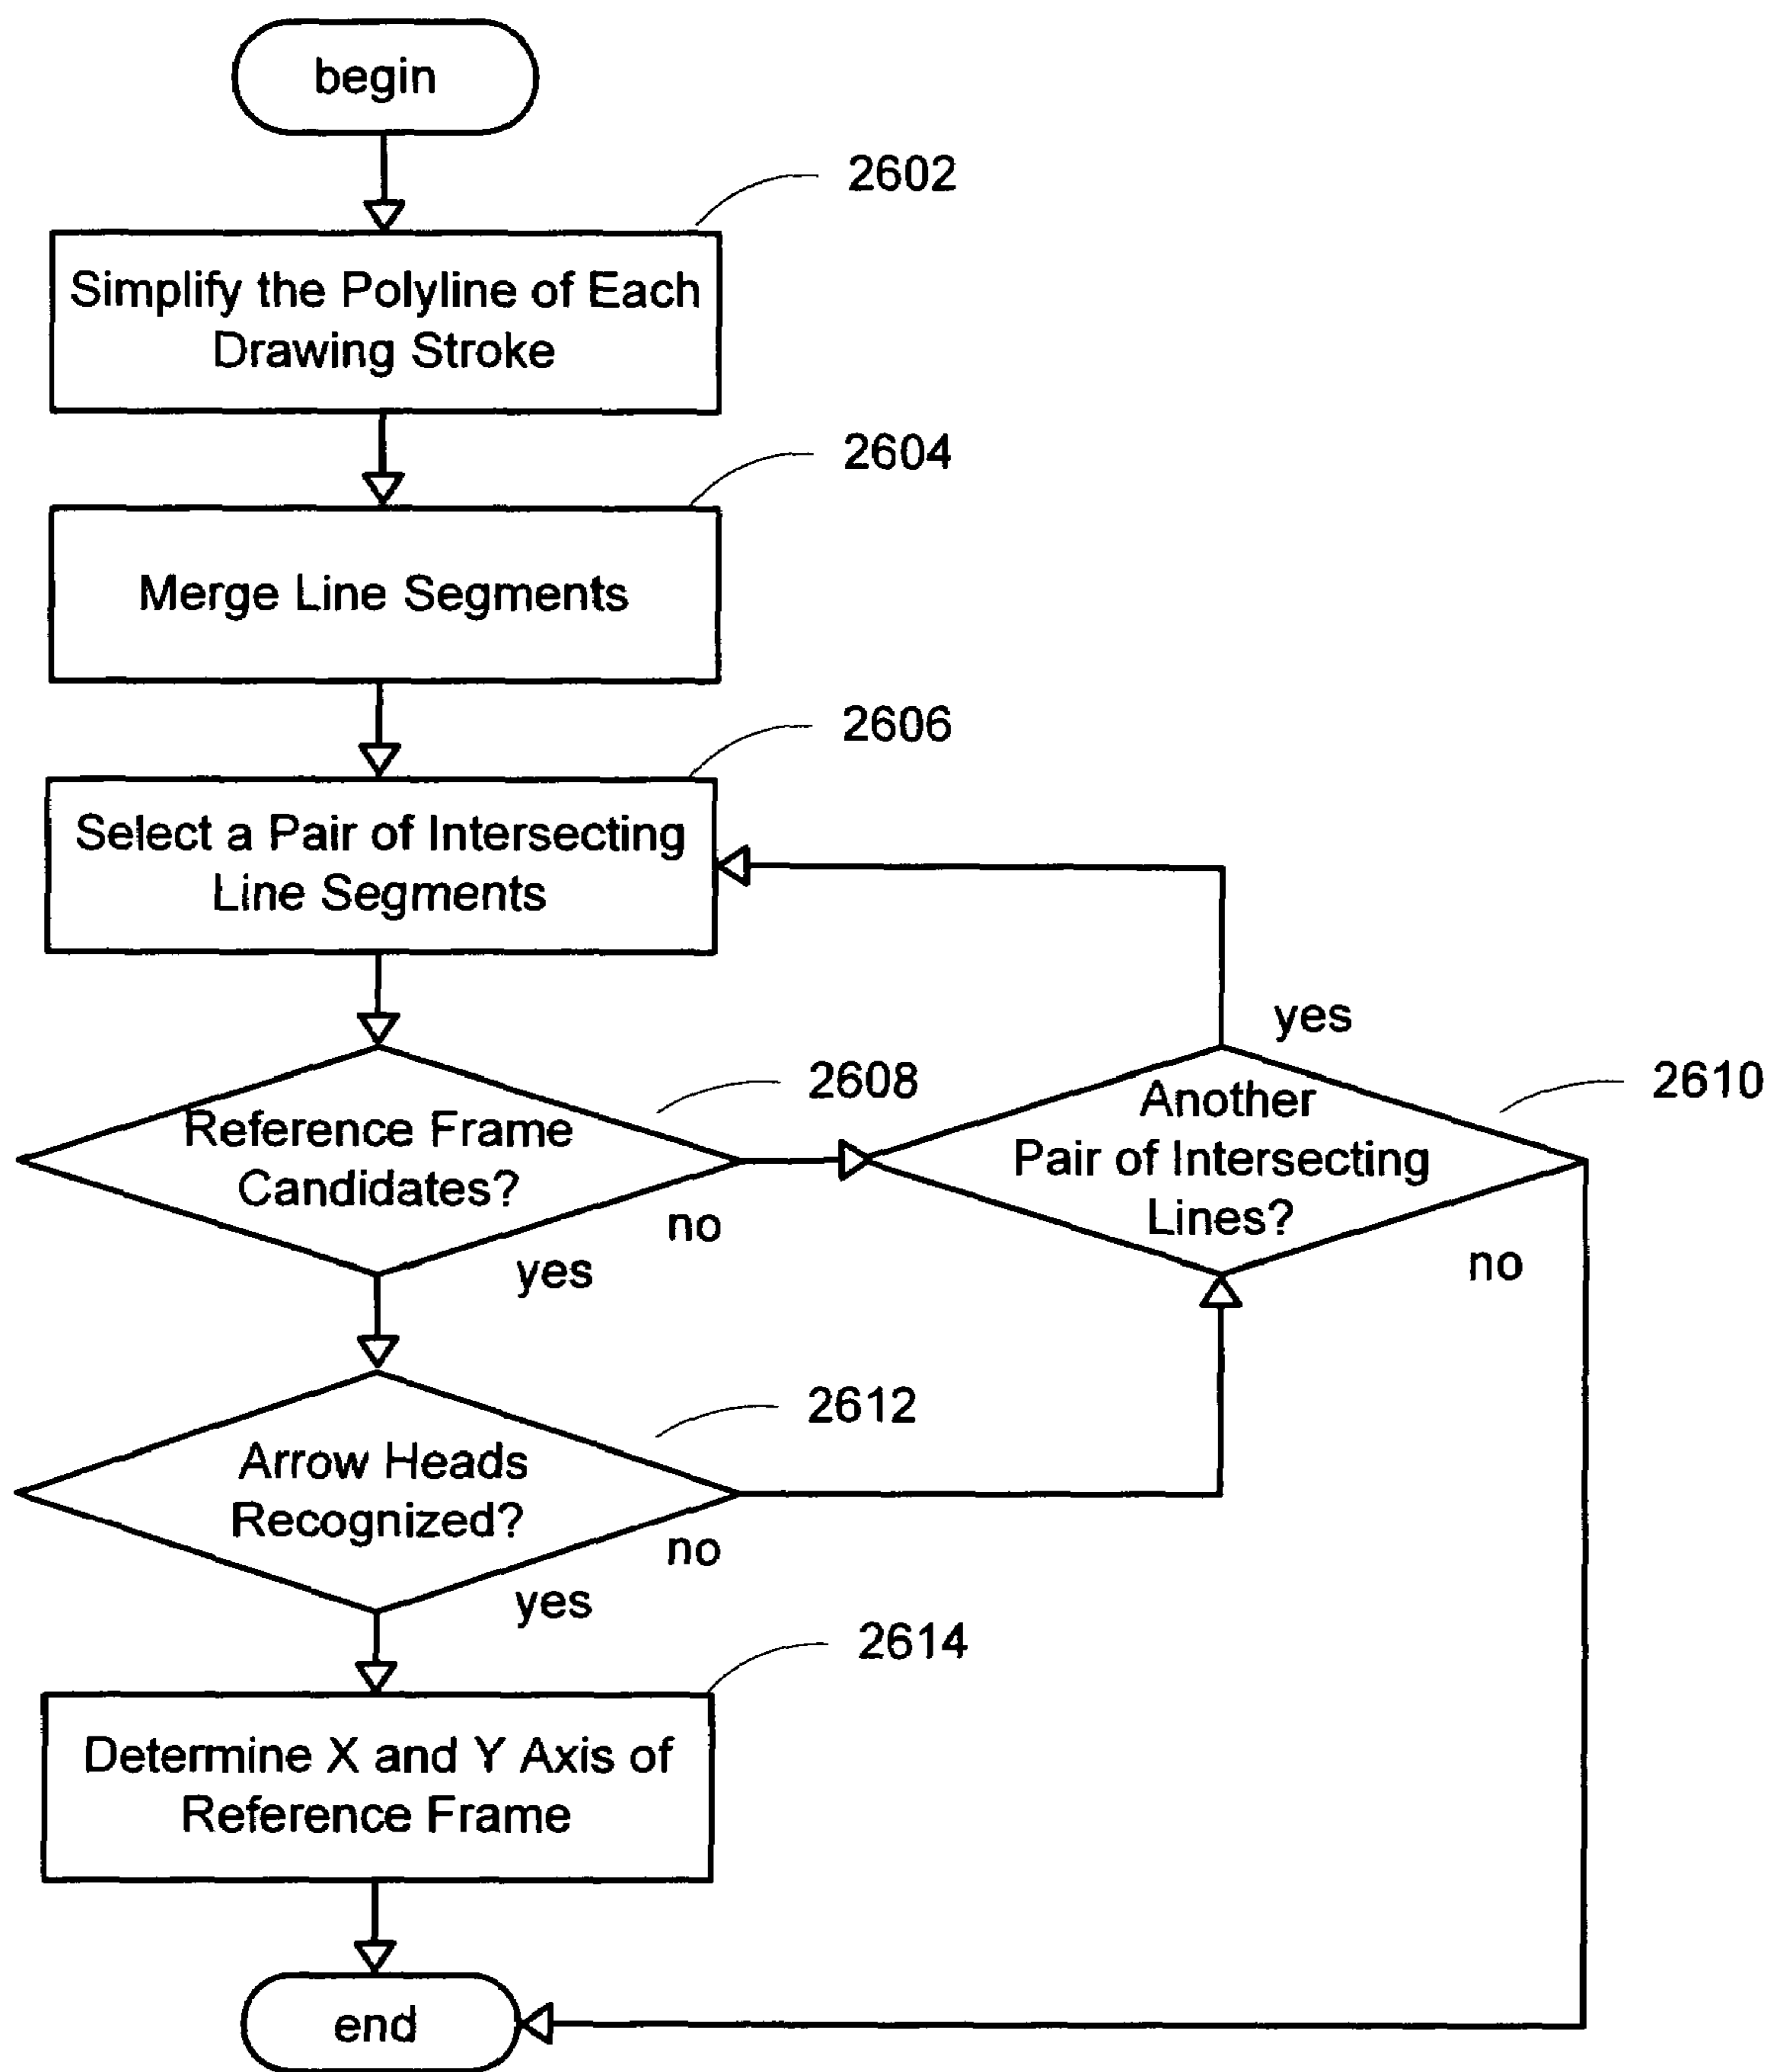 begin
2602
Simplify the Polyline of Each
Drawing Stroke
2604
Merge Line Segments
2606
Select a Pair of Intersecting
Line Segments
yes
2608
2610
Reference Frame
Candidates?
Another
Pair of Intersecting
Lines?
no
no
yes
2612
Arrow Heads
Recognized?
no
yes
2614
Determine X and Y Axis of
Reference Frame
end